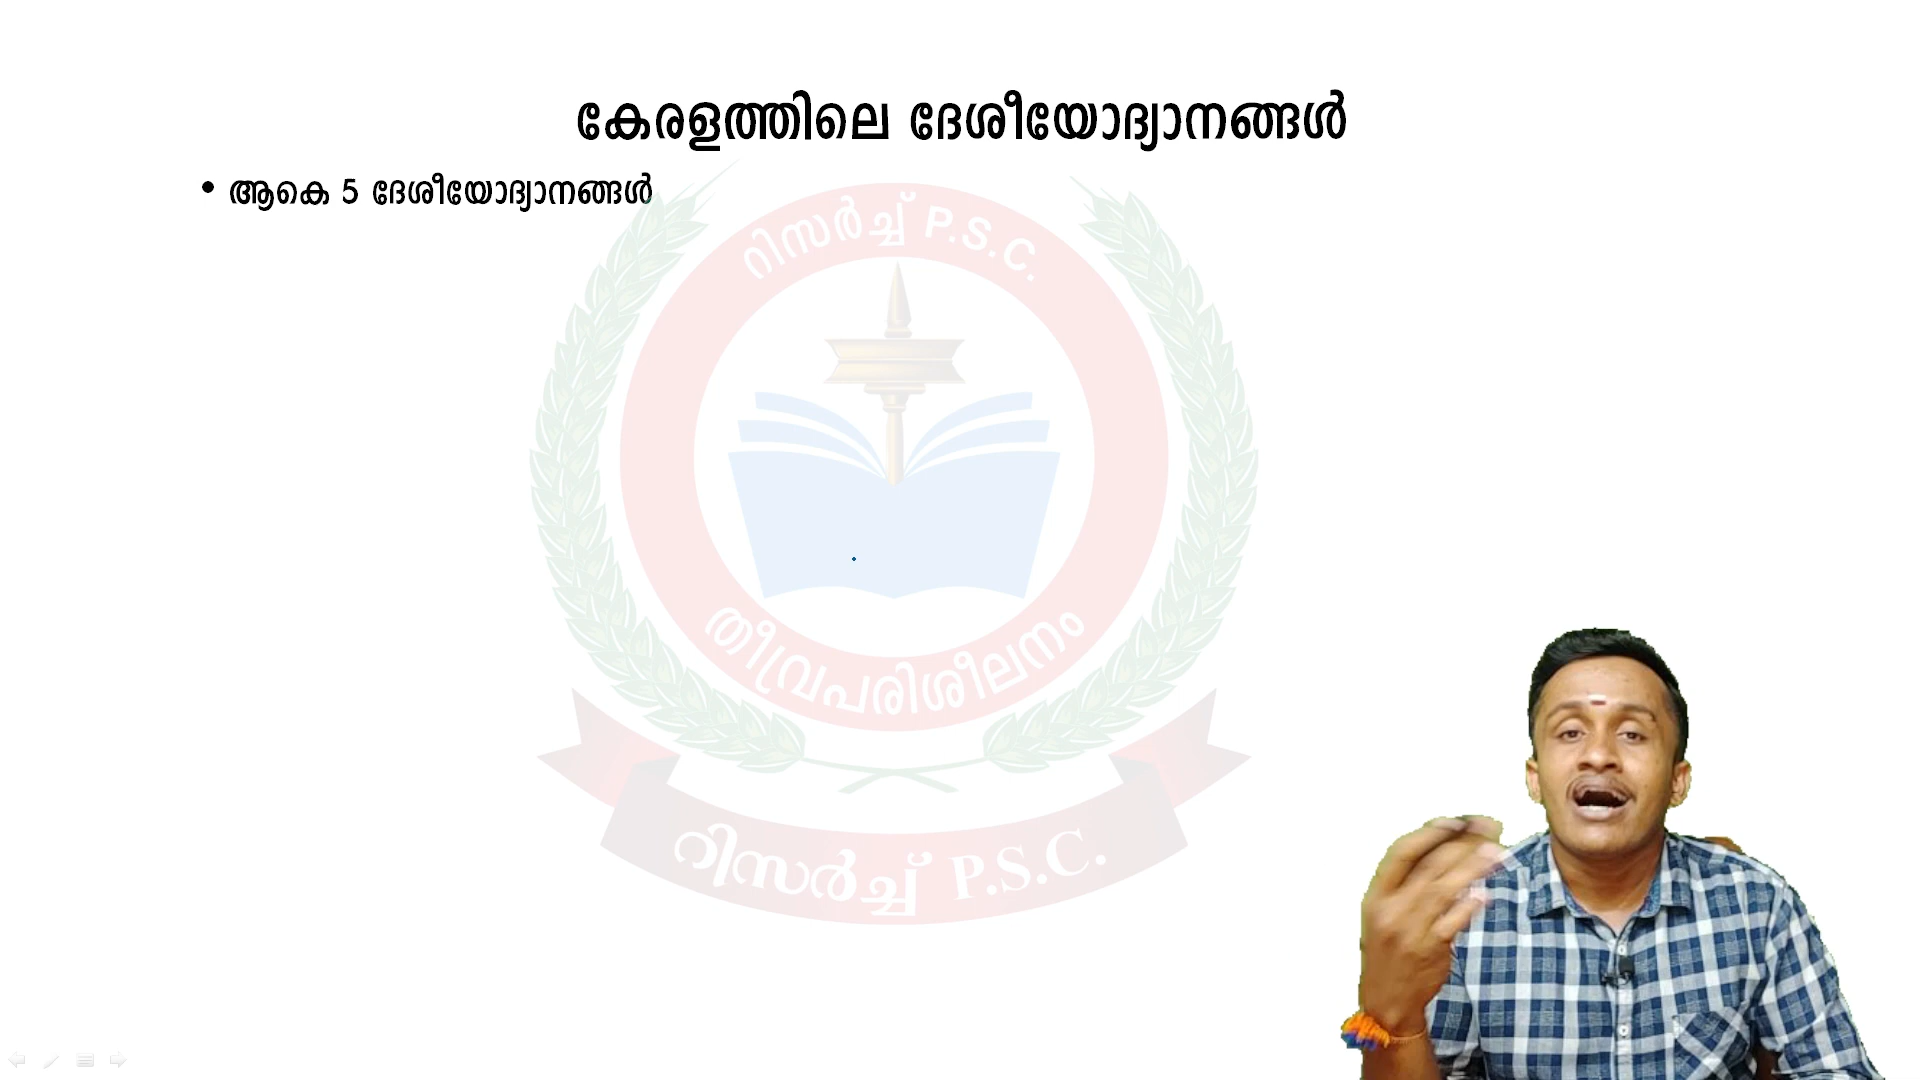 കേരളത്തിലെ ദേശീയോദ്യാനങ്ങൾ
• ആകെ 5 ദേശീയോദ്യാനങ്ങൾ
റിസർച്ച് P.S.C.
തീവ്രപരിശീലനം
റിസർച്ച് P.S.C.